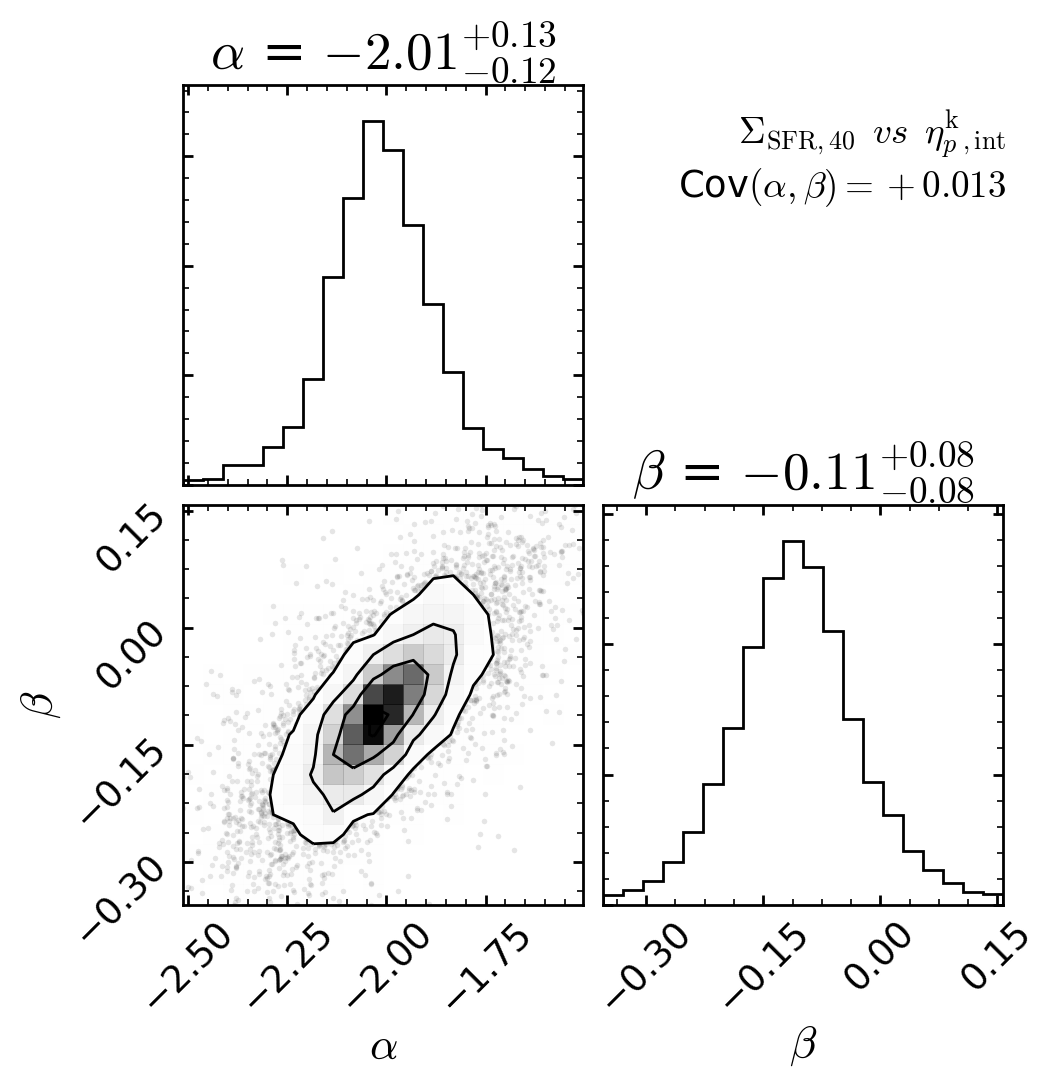 α = −2.01+0.13 −0.12
ΣSFR, 40 vs ηkp, int
Cov(α, β) = + 0.013
β = −0.11+0.08 −0.08
0.15
0.00
−0.15
−0.30
β
−2.50 −2.25 −2.00 −1.75
α
−0.30 −0.15 0.00 0.15
β